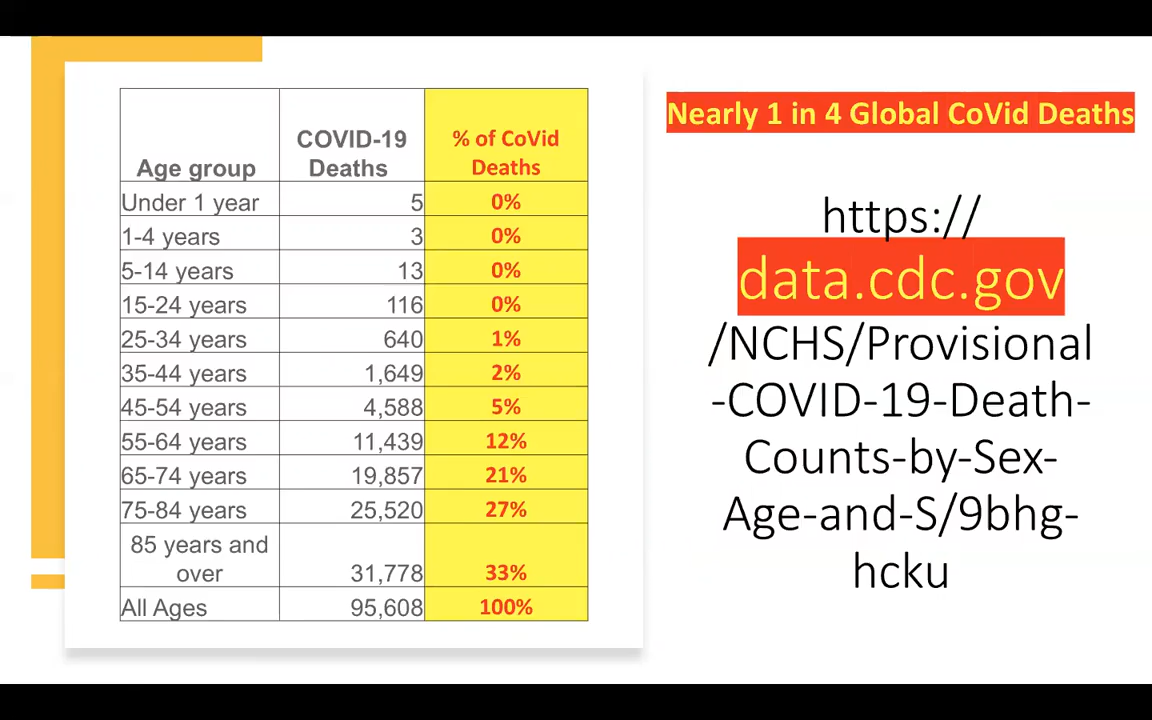 Age group COVID-19 Deaths % of CoVid Deaths
Under 1 year 5 0%
1-4 years 3 0%
5-14 years 13 0%
15-24 years 116 0%
25-34 years 640 1%
35-44 years 1,649 2%
45-54 years 4,588 5%
55-64 years 11,439 12%
65-74 years 19,857 21%
75-84 years 25,520 27%
85 years and over 31,778 33%
All Ages 95,608 100%
Nearly 1 in 4 Global CoVid Deaths
https://
data.cdc.gov
/NCHS/Provisional
-COVID-19-Death-
Counts-by-Sex-
Age-and-S/9bhg-
hcku